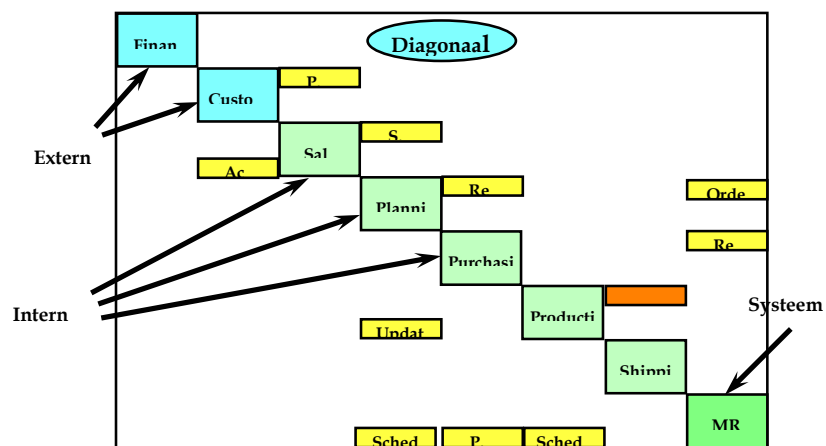 Finan
Diagonaal
Custo
P.
Extern
Sal
S.
Ac
Planni
Re
Orde
Purchasi
Re
Intern
Producti
Systeem
Updat
Shippi
MR
Sched
P.
Sched